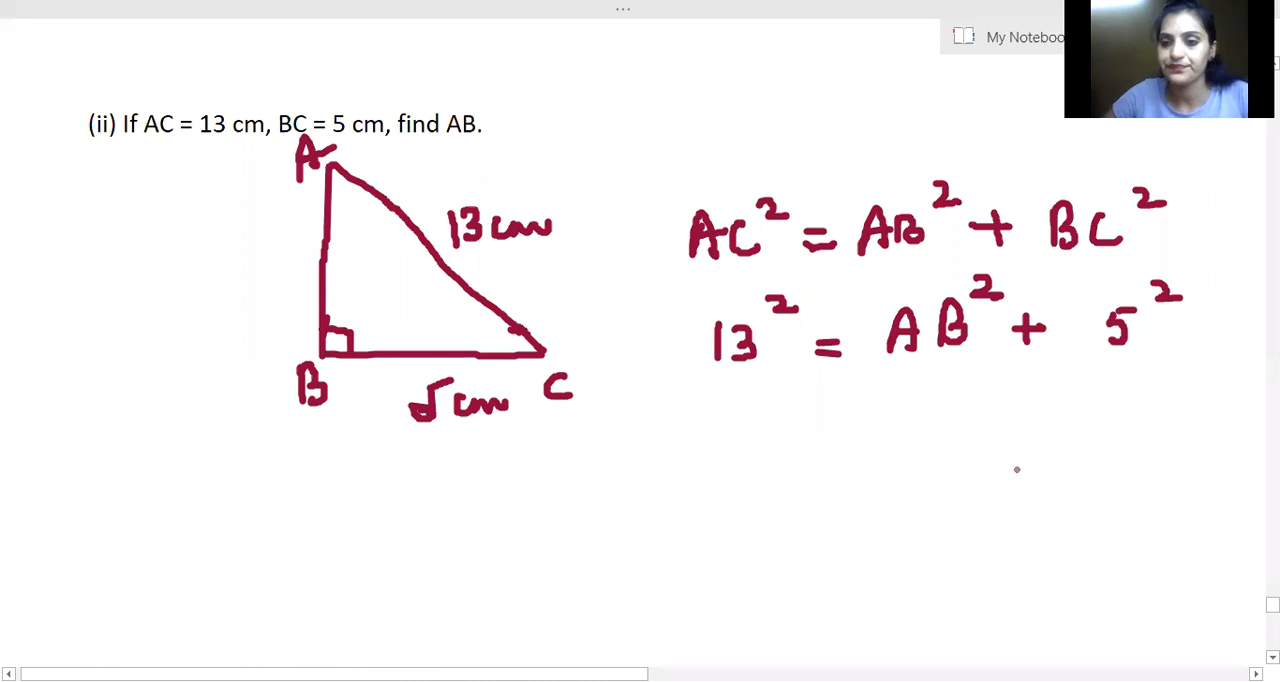 My Noteboo
(ii) If AC = 13 cm, BC = 5 cm, find AB.
A
13 cm
B
5 cm
C
AC² = AB² + BC²
13² = AB² + 5²